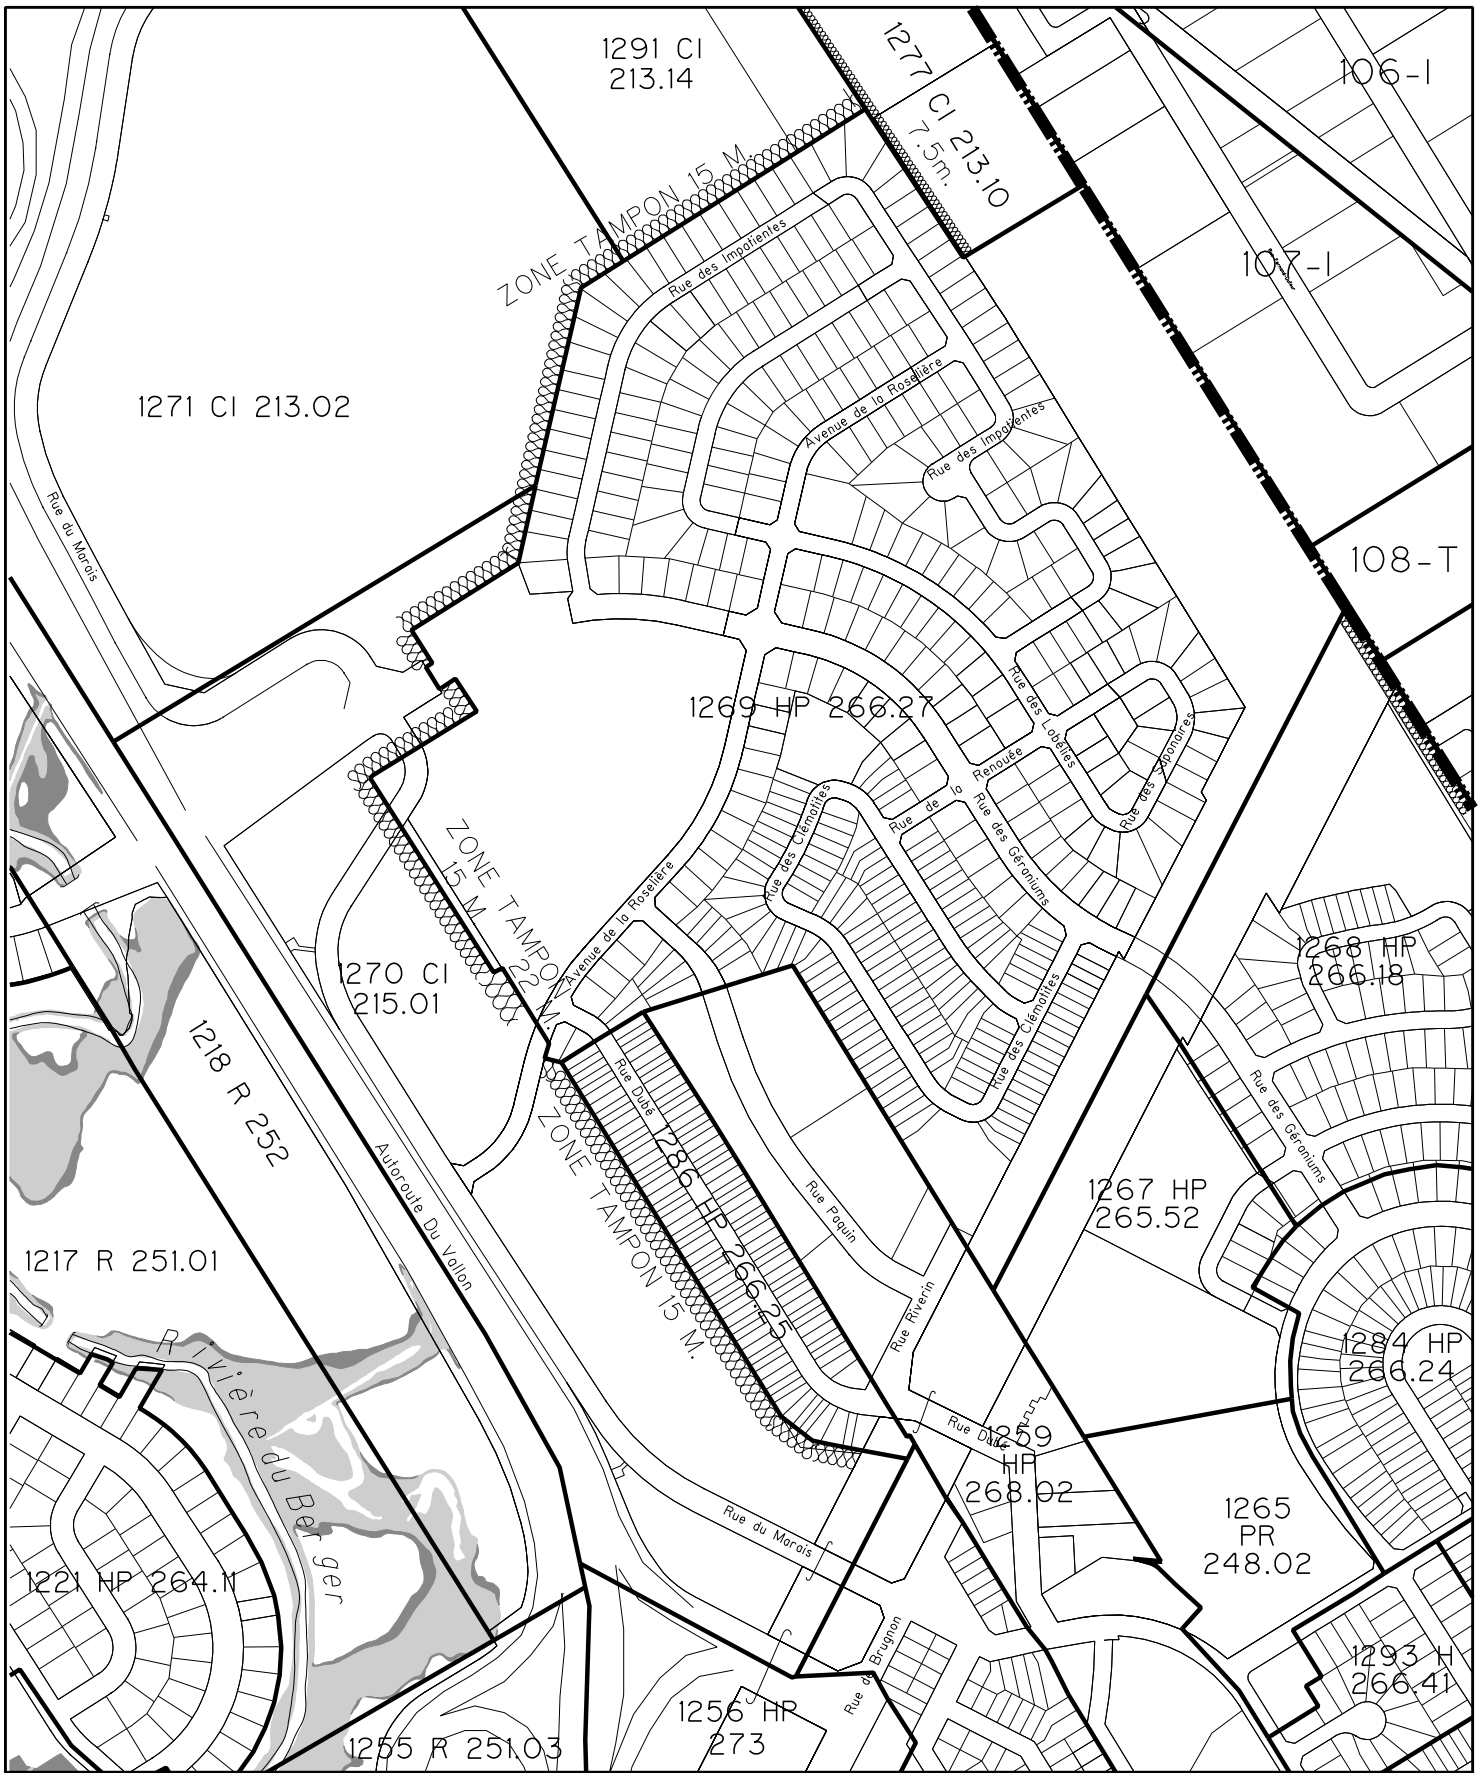 1291 CI
213.14
1277 CI 213.10
7.5m.
106-I
ZONE TAMPON 15 M.
Rue des Impatientes
107-I
1271 CI 213.02
Avenue de la Roselière
Rue des Impatientes
Rue du Marais
108-T
1269 HP 266.27
Rue des Lobélies
Rue des Saponaires
Rue de la Renouée
Rue des Clématites
Rue des Géraniums
ZONE TAMPON
15 M.
22 M.
Avenue de la Roselière
1268 HP
266.18
1270 CI
215.01
Rue des Clématites
1218 R 252
Rue Dubé
Rue des Géraniums
ZONE TAMPON 15 M.
1286 HP 266.25
Autoroute Du Vallon
Rue Paquin
1267 HP
265.52
1217 R 251.01
Rue Riverin
Rivière du Berger
1284 HP
266.24
Rue Dubé
1259
HP
268.02
1265
PR
248.02
Rue du Marais
1221 HP 264.11
Rue du Brugnon
1293 H
266.41
1256 HP
273
1255 R 251.03